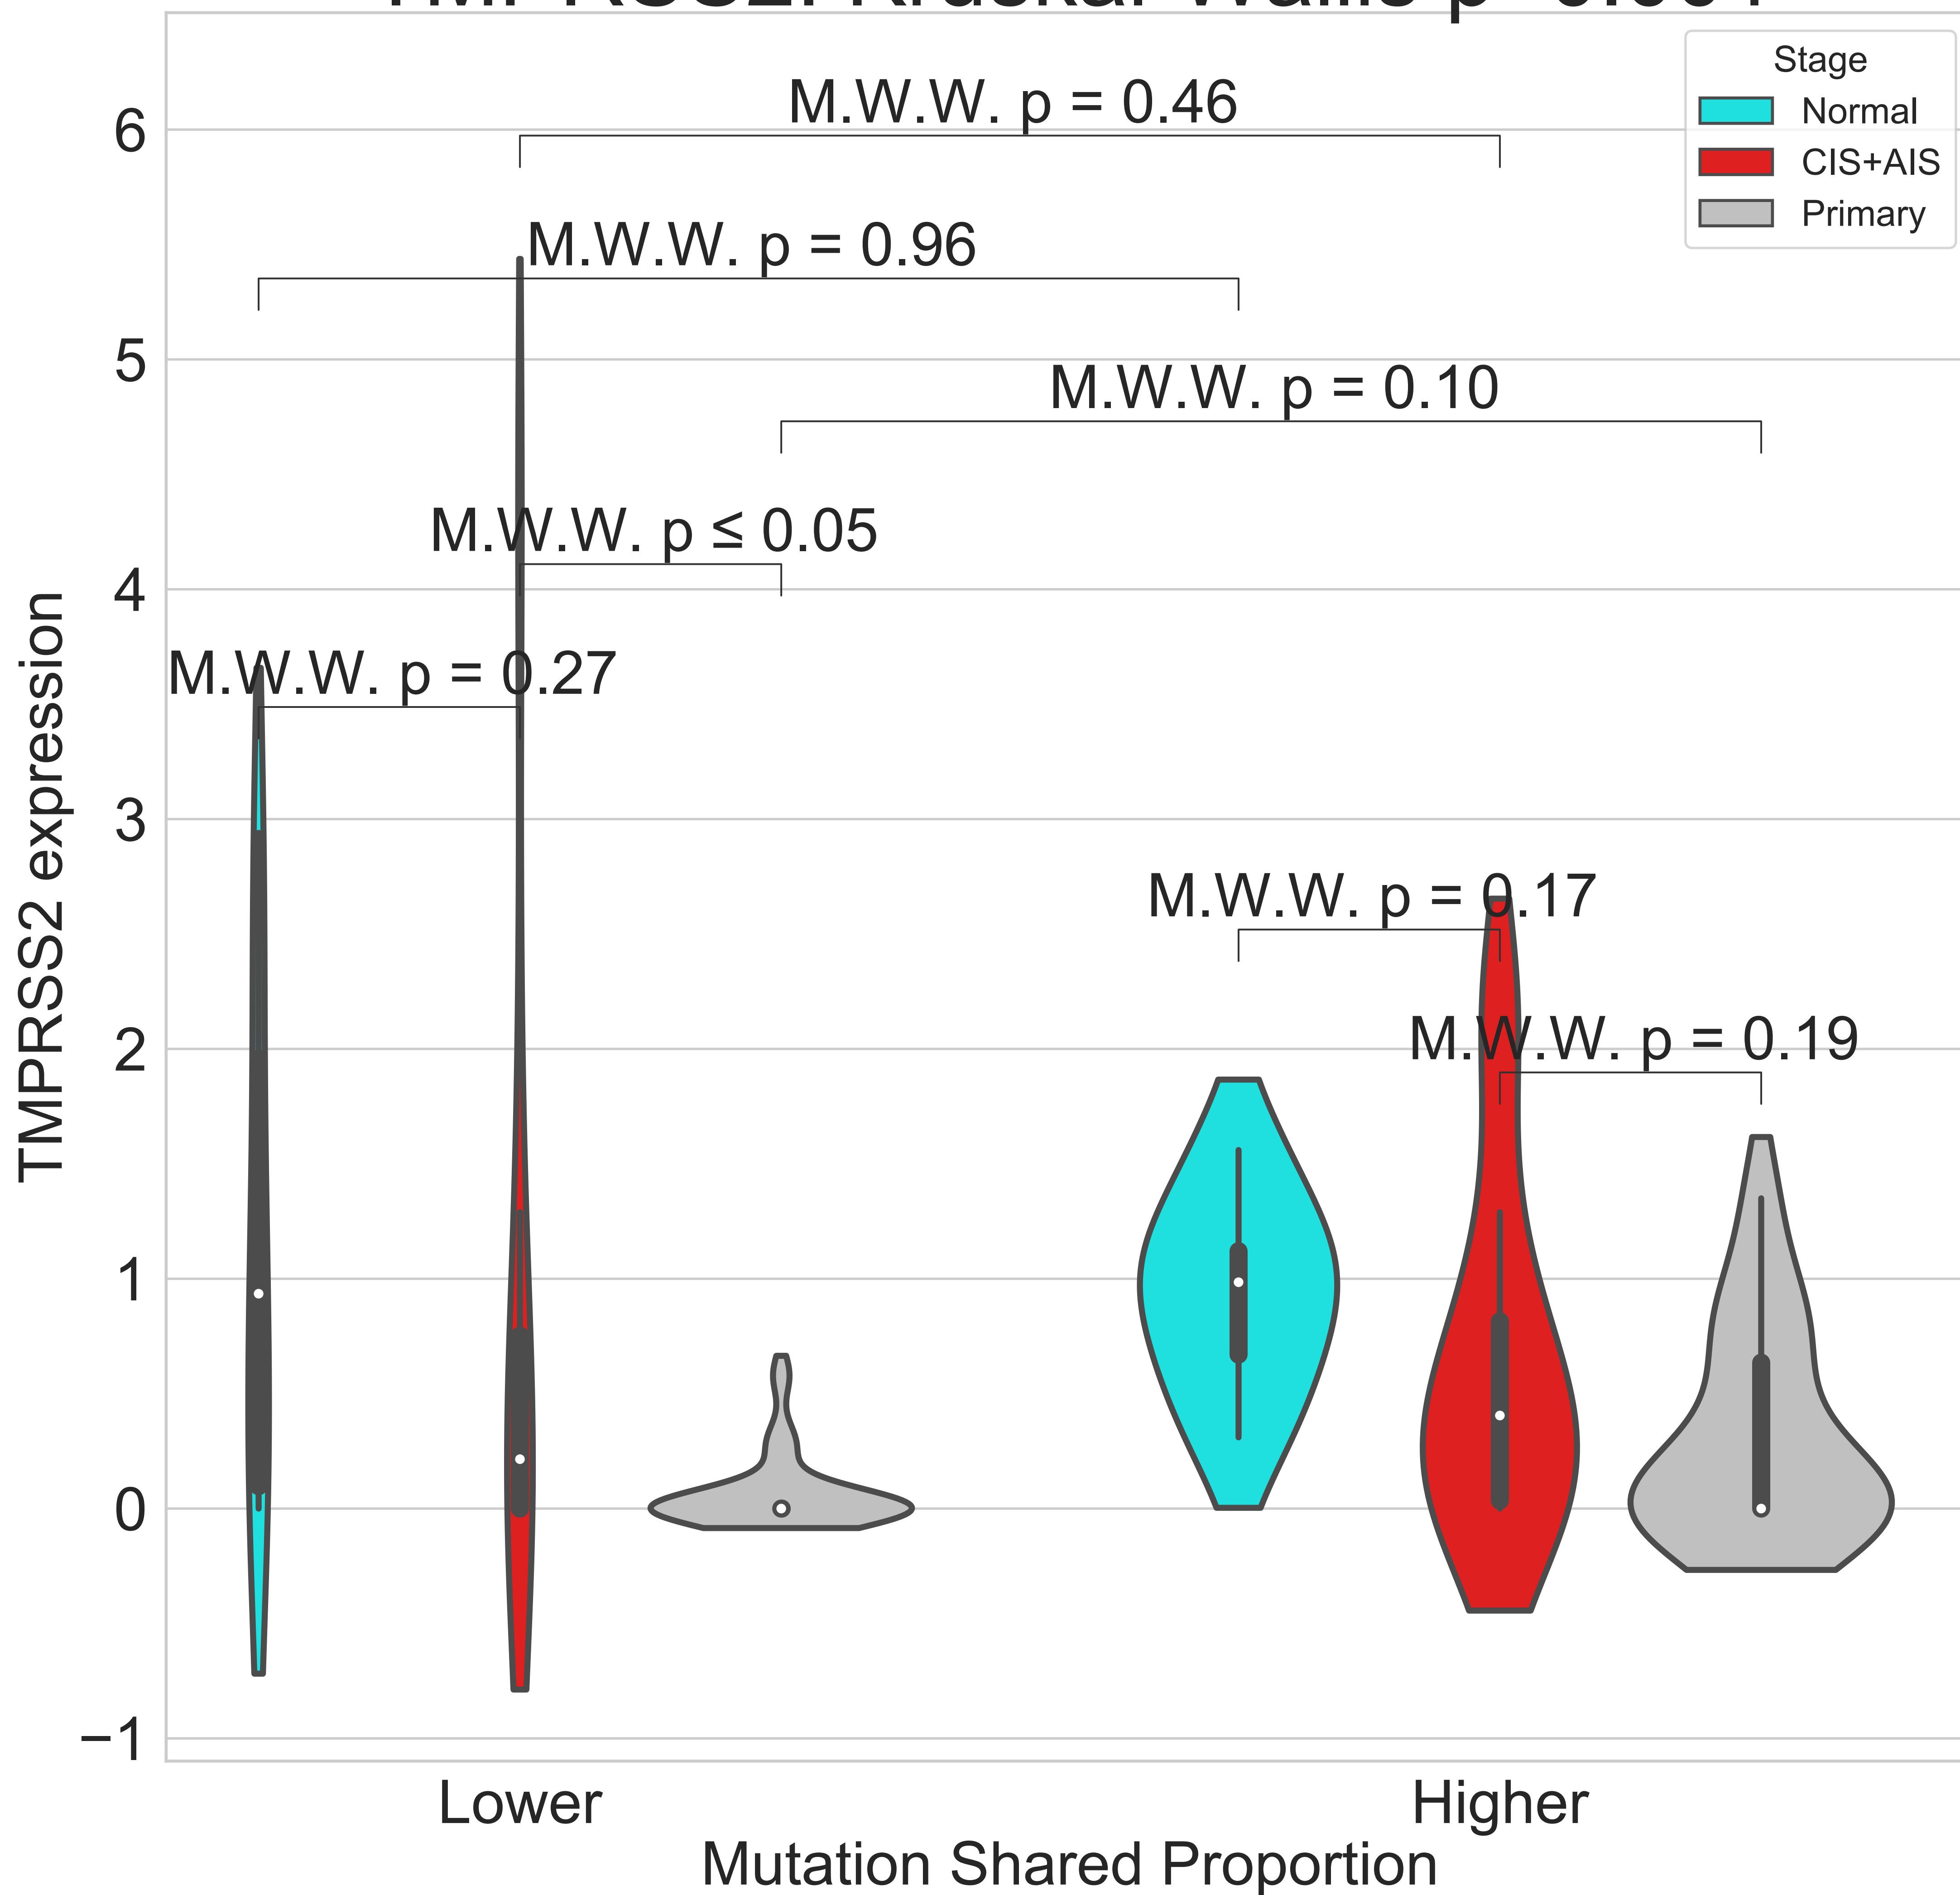 Stage
Normal
CIS+AIS
Primary
M.W.W. p = 0.46
M.W.W. p = 0.96
M.W.W. p = 0.10
M.W.W. p ≤ 0.05
M.W.W. p = 0.27
M.W.W. p = 0.17
M.W.W. p = 0.19
6
5
4
3
2
1
0
−1
TMPRSS2 expression
Lower
Higher
Mutation Shared Proportion